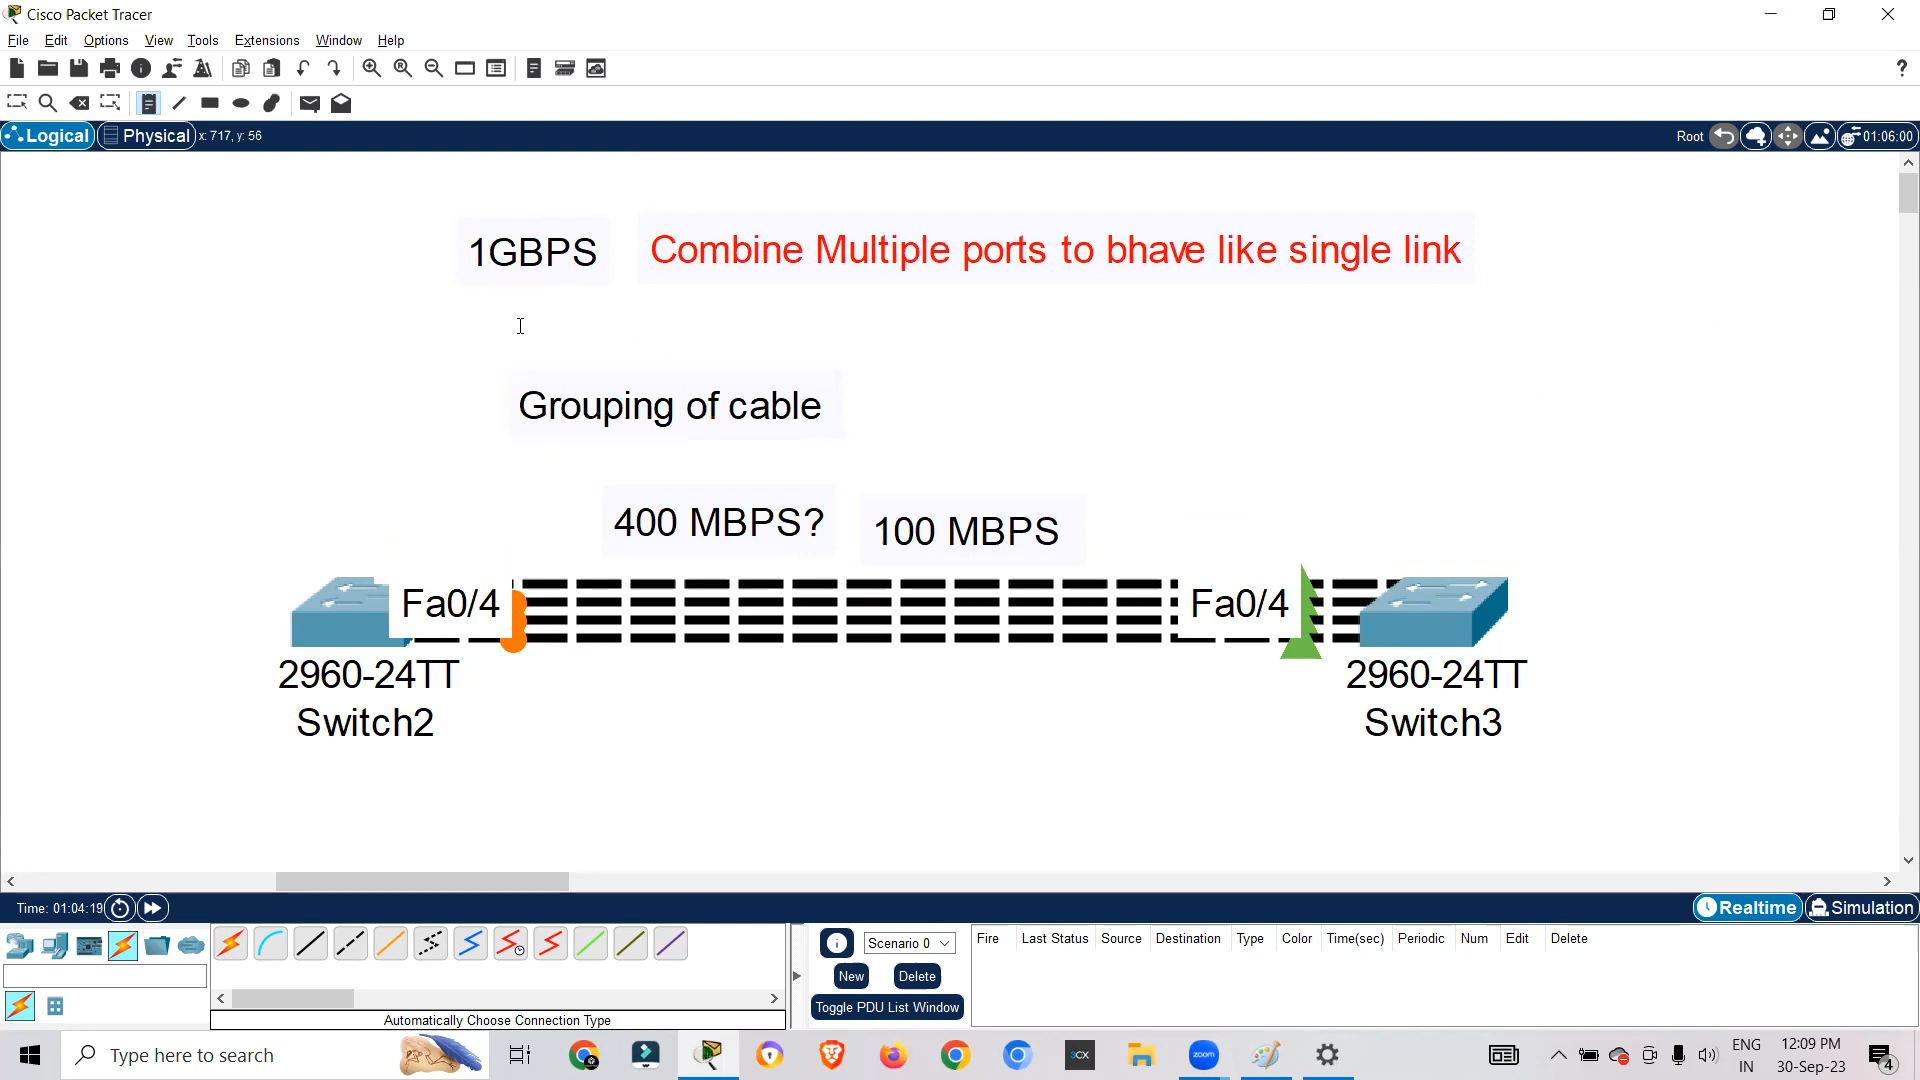 Cisco Packet Tracer
File Edit Options View Tools Extensions Window Help
?
Logical Physical x: 717, y: 56 Root 01:06:00
1GBPS Combine Multiple ports to bhave like single link
Grouping of cable
400 MBPS? 100 MBPS
Fa0/4 Fa0/4
2960-24TT 2960-24TT
Switch2 Switch3
Time: 01:04:19 Realtime Simulation
Scenario 0 Fire Last Status Source Destination Type Color Time(sec) Periodic Num Edit Delete
New Delete
Toggle PDU List Window
Automatically Choose Connection Type
Type here to search 3CX zoom ENG 12:09 PM
IN 30-Sep-23 4